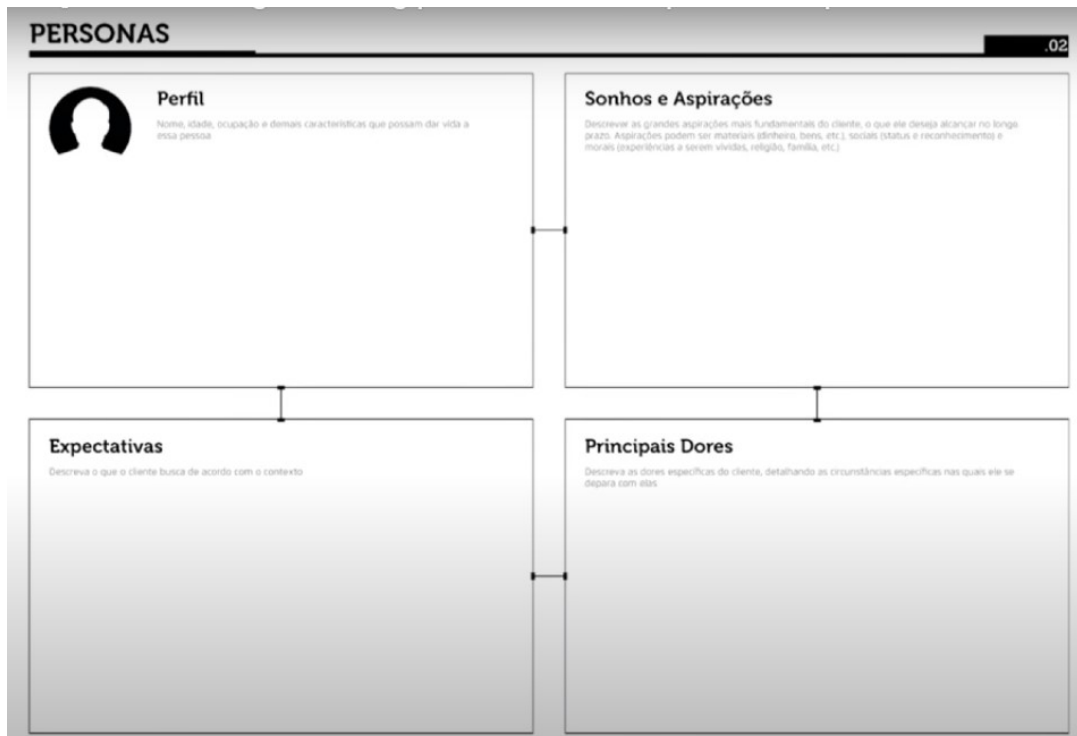 PERSONAS
.02
Perfil
Nome, idade, ocupação e demais características que possam dar vida a
essa pessoa
Sonhos e Aspirações
Descrever as grandes aspirações mais fundamentais do cliente, o que ele deseja alcançar no longo
prazo. Aspirações podem ser materiais (dinheiro, bens, etc.), sociais (status e reconhecimento) e
morais (experiências a serem vividas, religião, família, etc.)
Expectativas
Descreva o que o cliente busca de acordo com o contexto
Principais Dores
Descreva as dores específicas do cliente, detalhando as circunstâncias específicas nas quais ele se
depara com elas